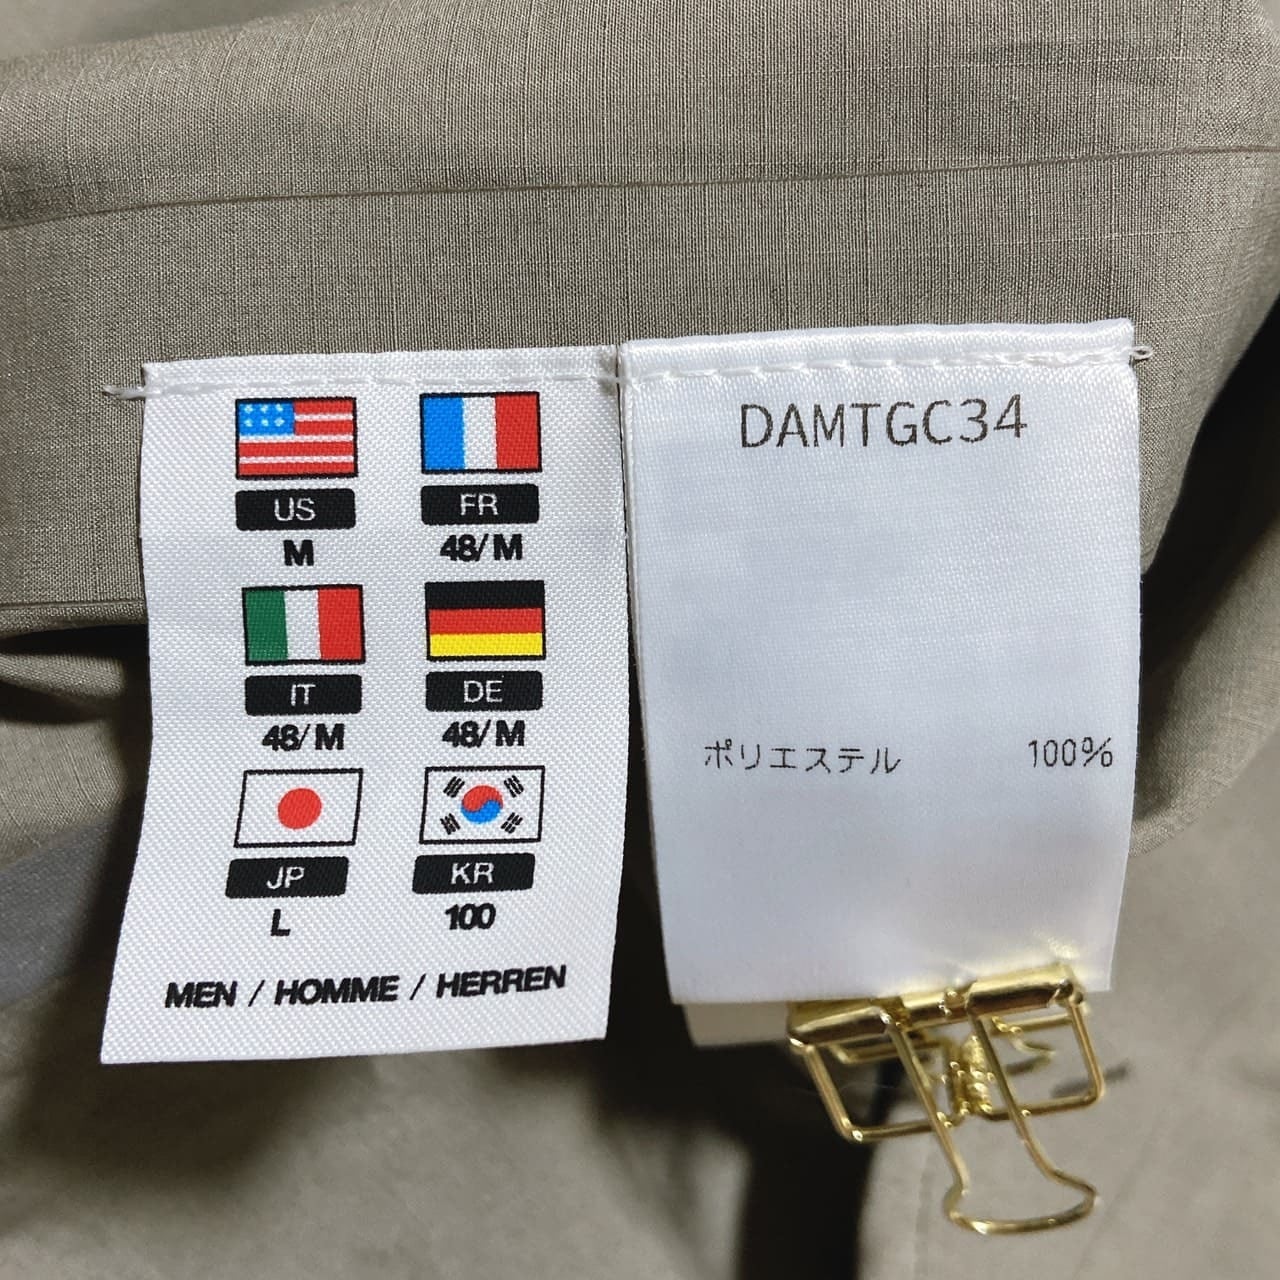 US FR
M 48/M
IT DE
48/M 48/M
JP KR
L 100
MEN / HOMME / HERREN
DAMTGC34
ポリエステル 100%